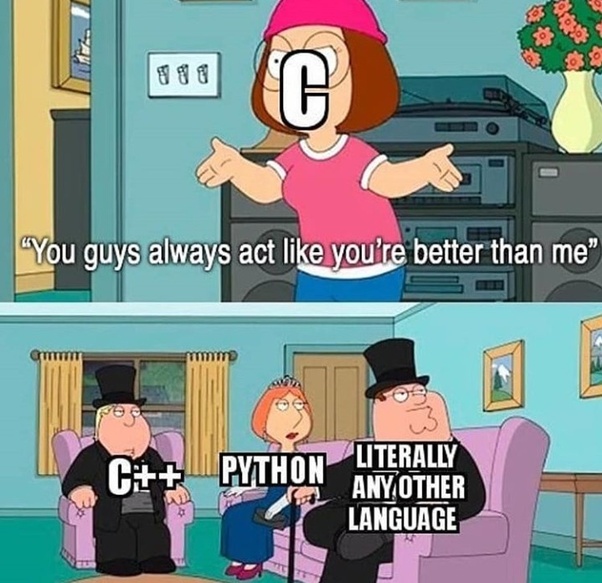 C
“You guys always act like you're better than me”
C++
PYTHON
LITERALLY
ANY OTHER
LANGUAGE